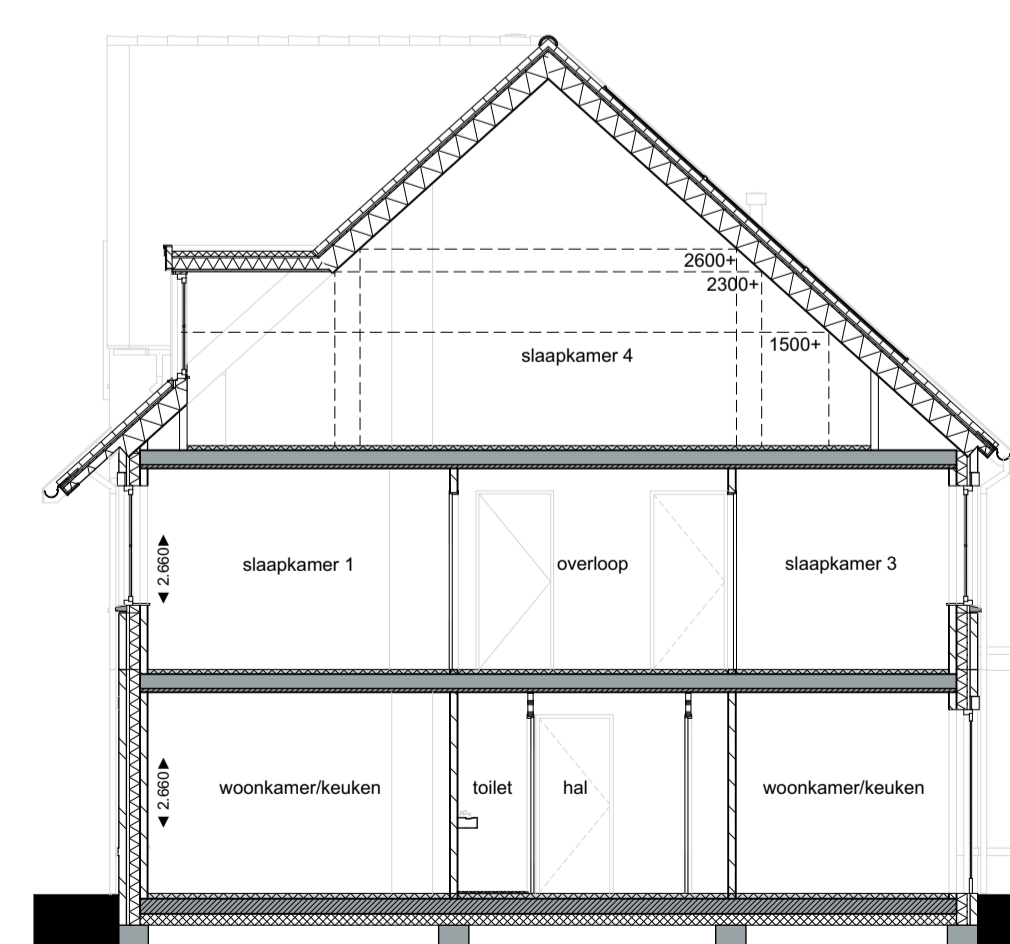 2600+
2300+
1500+
slaapkamer 4
slaapkamer 1
overloop
slaapkamer 3
◄ 2.660►
woonkamer/keuken
toilet
hal
woonkamer/keuken
◄ 2.660►